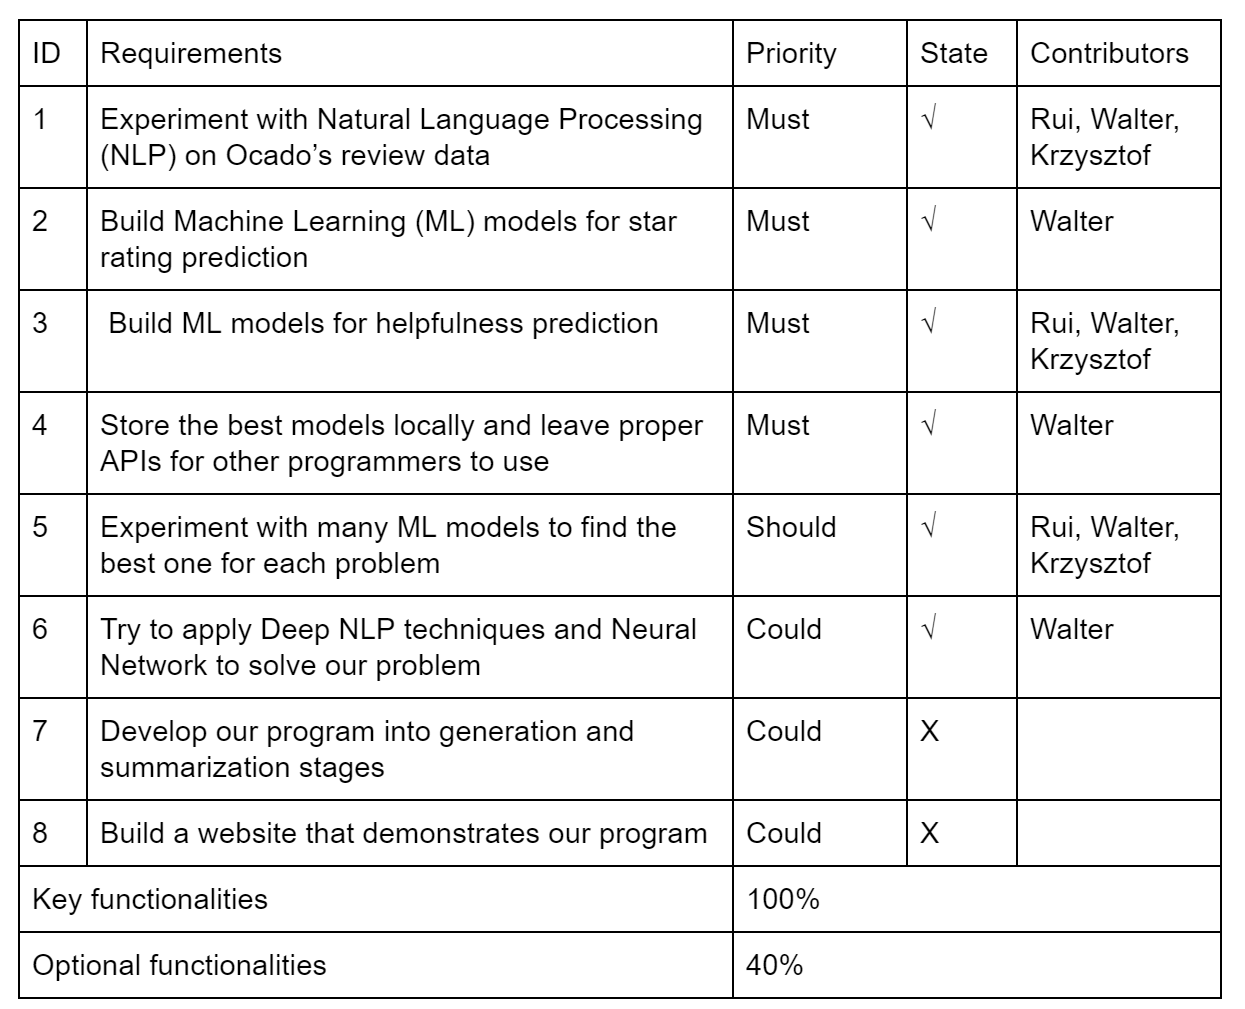 ID Requirements Priority State Contributors
1 Experiment with Natural Language Processing Must √ Rui, Walter,
(NLP) on Ocado’s review data Krzysztof
2 Build Machine Learning (ML) models for star Must √ Walter
rating prediction
3 Build ML models for helpfulness prediction Must √ Rui, Walter,
Krzysztof
4 Store the best models locally and leave proper Must √ Walter
APIs for other programmers to use
5 Experiment with many ML models to find the Should √ Rui, Walter,
best one for each problem Krzysztof
6 Try to apply Deep NLP techniques and Neural Could √ Walter
Network to solve our problem
7 Develop our program into generation and Could X
summarization stages
8 Build a website that demonstrates our program Could X
Key functionalities 100%
Optional functionalities 40%